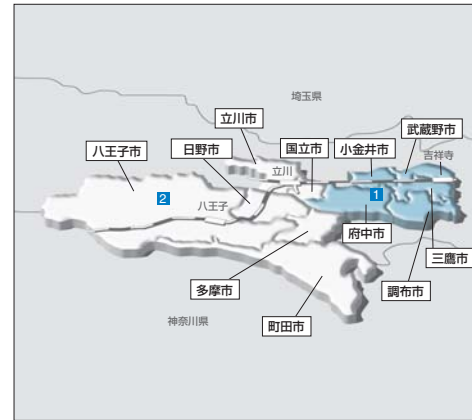 埼玉県
立川市
武蔵野市
日野市
国立市
小金井市
吉祥寺
八王子市
立川
1
2
八王子
府中市
三鷹市
多摩市
調布市
神奈川県
町田市